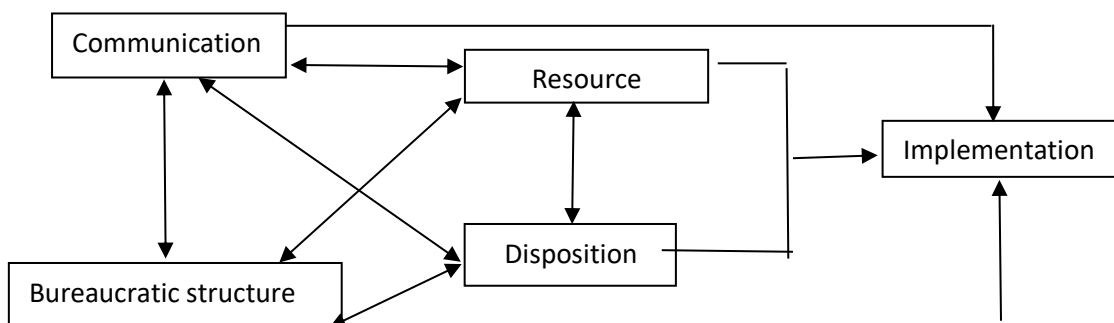 Communication
Resource
Implementation
Disposition
Bureaucratic structure